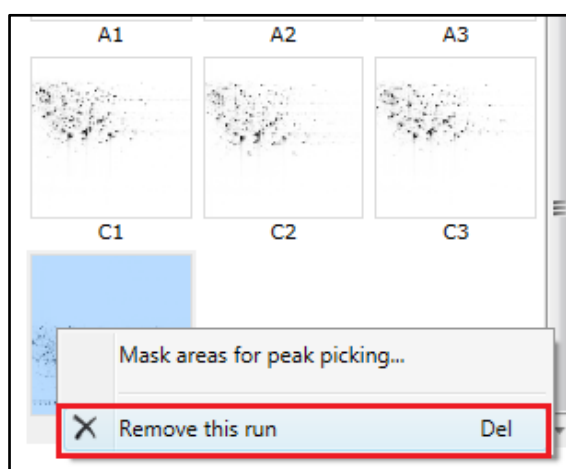 A1 A2 A3
C1 C2 C3
Mask areas for peak picking...
Remove this run Del